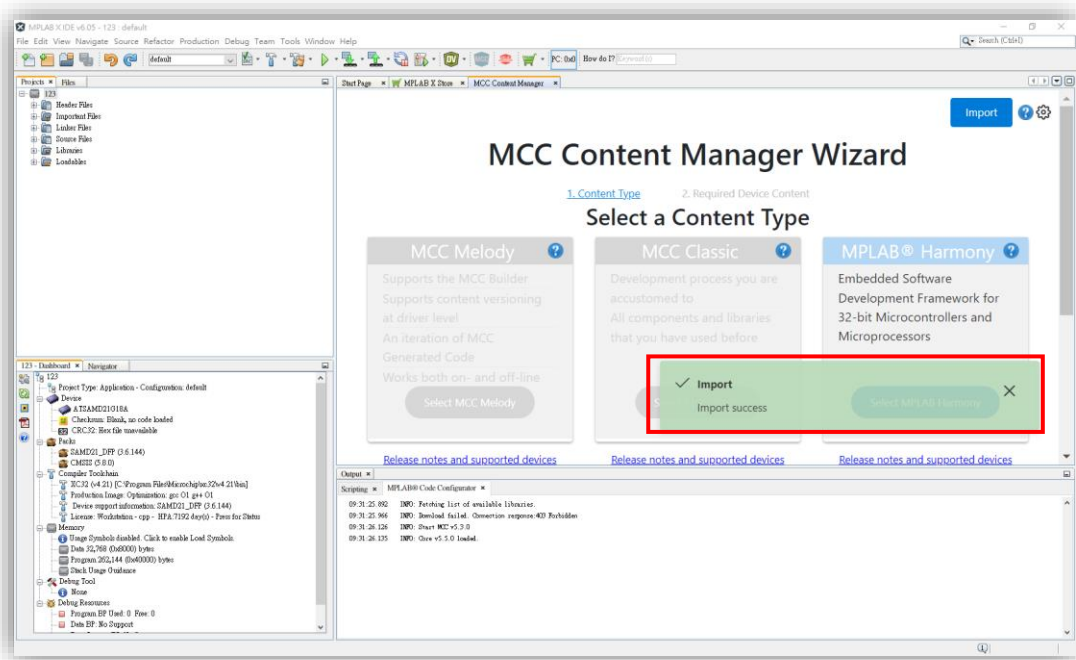 MPLAB X IDE v6.05 - 123 : default
File Edit View Navigate Source Refactor Production Debug Team Tools Window Help
Search (Ctrl+I)
default
PC: 0x0
How do I?
Keyword(s)
Projects
Files
123
Header Files
Important Files
Linker Files
Source Files
Libraries
Loadables
Start Page
MPLAB X Store
MCC Content Manager
Import
MCC Content Manager Wizard
1. Content Type
2. Required Device Content
Select a Content Type
MCC Melody
Supports the MCC Builder
Supports content versioning
at driver level
An iteration of MCC
Generated Code
Works both on- and off-line
Select MCC Melody
Release notes and supported devices
MCC Classic
Development process you are
accustomed to
All components and libraries
that you have used before
Release notes and supported devices
MPLAB® Harmony
Embedded Software
Development Framework for
32-bit Microcontrollers and
Microprocessors
Select MPLAB Harmony
Release notes and supported devices
Import
Import success
123 - Dashboard
Navigator
123
Project Type: Application - Configuration: default
Device
ATSAMD21G18A
Checksum: Blank, no code loaded
CRC32: Hex file unavailable
Packs
SAMD21_DFP (3.6.144)
CMSIS (5.8.0)
Compiler Toolchain
XC32 (v4.21) [C:\Program Files\Microchip\xc32\v4.21\bin]
Production Image: Optimization: gcc O1 g++ O1
Device support information: SAMD21_DFP (3.6.144)
License: Workstation - cpp - HPA:7192 day(s) - Press for Status
Memory
Usage Symbols disabled. Click to enable Load Symbols.
Data 32,768 (0x8000) bytes
Program 262,144 (0x40000) bytes
Stack Usage Guidance
Debug Tool
None
Debug Resources
Program BP Used: 0 Free: 0
Data BP: No Support
Output
Scripting
MPLAB® Code Configurator
09:31:25.892 INFO: Fetching list of available libraries.
09:31:25.966 INFO: Download failed. Connection response:403 Forbidden
09:31:26.126 INFO: Start MCC v5.3.0
09:31:26.135 INFO: Core v5.5.0 loaded.